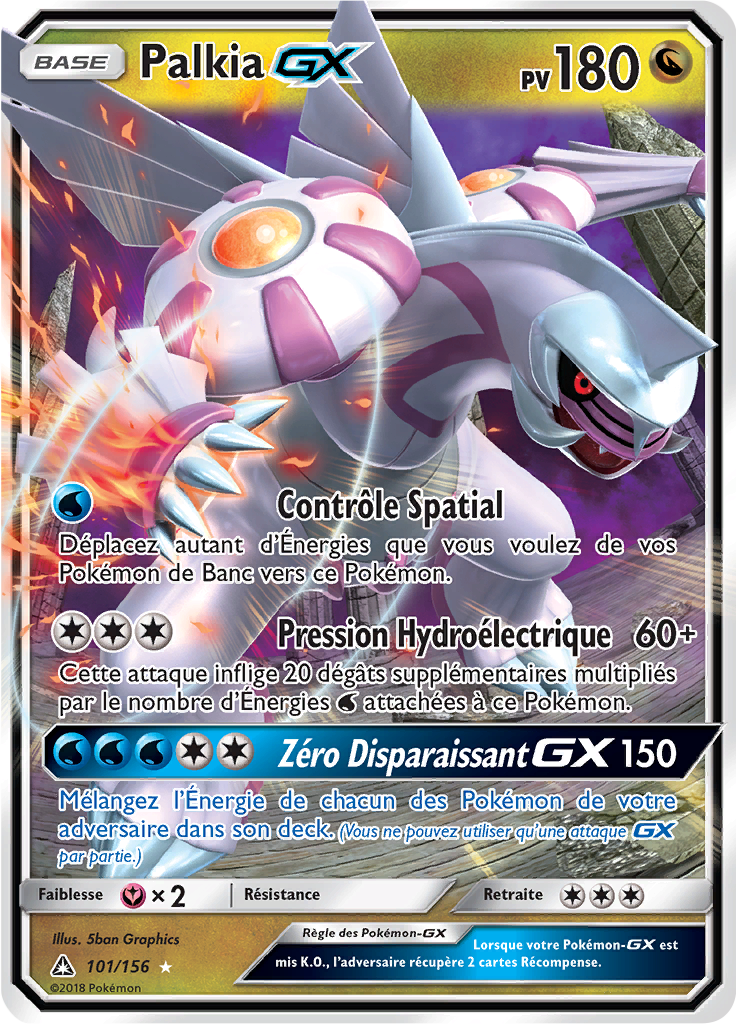 BASE Palkia GX PV 180
Contrôle Spatial
Déplacez autant d'Énergies que vous voulez de vos
Pokémon de Banc vers ce Pokémon.
Pression Hydroélectrique 60+
Cette attaque inflige 20 dégâts supplémentaires multipliés
par le nombre d'Énergies attachées à ce Pokémon.
Zéro Disparaissant GX 150
Mélangez l'Énergie de chacun des Pokémon de votre
adversaire dans son deck. (Vous ne pouvez utiliser qu'une attaque GX
par partie.)
Faiblesse ×2 Résistance Retraite
Illus. 5ban Graphics
101/156 ★
©2018 Pokémon
Règle des Pokémon-GX
Lorsque votre Pokémon-GX est
mis K.O., l'adversaire récupère 2 cartes Récompense.